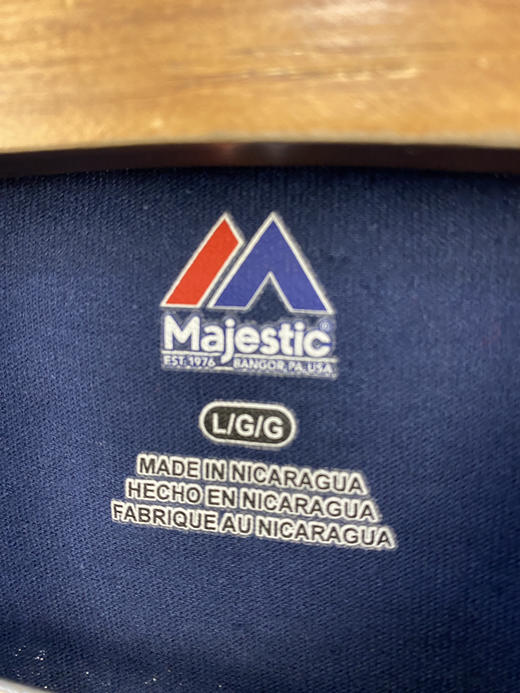 Majestic®
EST. 1976 BANGOR, PA, USA
L/G/G
MADE IN NICARAGUA
HECHO EN NICARAGUA
FABRIQUE AU NICARAGUA